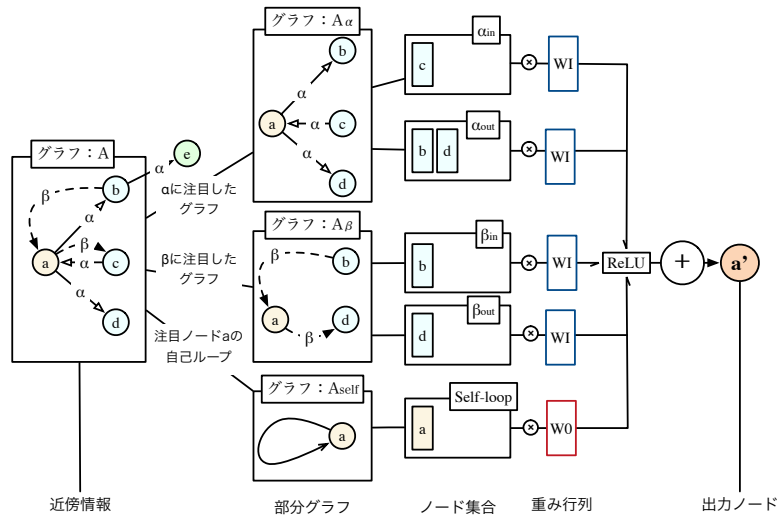 グラフ：A
b
e
α
β
α
a
β
α
c
α
d
αに注目した
グラフ
βに注目した
グラフ
注目ノードaの
自己ループ
グラフ：Aα
b
α
a
α
c
α
d
グラフ：Aβ
β
b
a
β
d
グラフ：Aself
a
αin
c
WI
αout
b
d
WI
βin
b
WI
βout
d
WI
Self-loop
a
W0
ReLU
+
a’
近傍情報
部分グラフ
ノード集合
重み行列
出力ノード